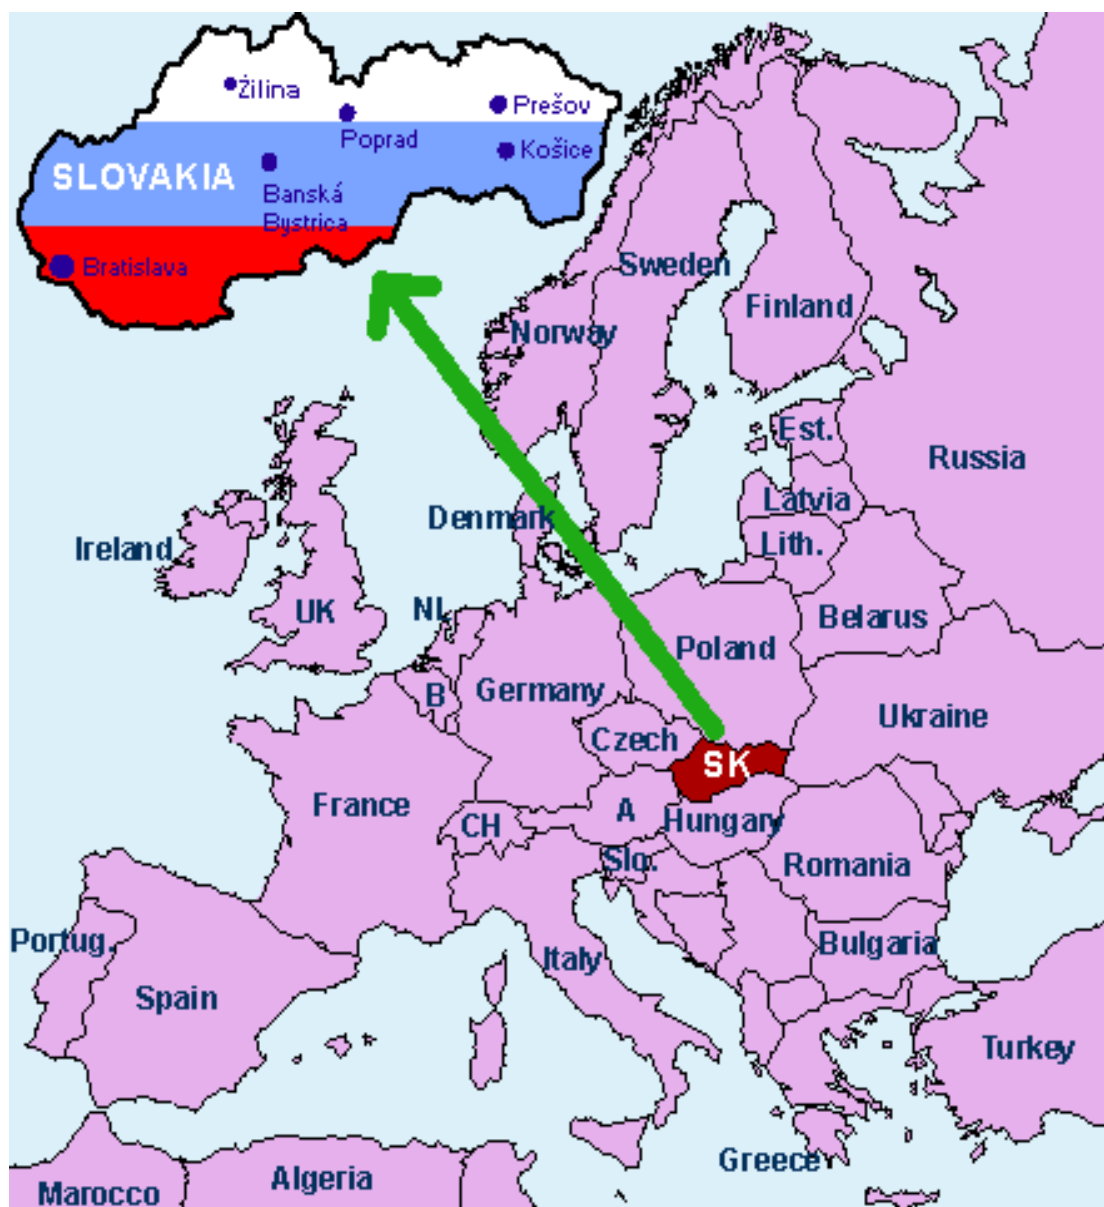 Žilina
Prešov
Poprad
Košice
SLOVAKIA
Banská
Bystrica
Bratislava
Sweden
Finland
Norway
Est.
Russia
Latvia
Denmark
Ireland
Lith.
UK
NL
Belarus
Poland
B
Germany
Ukraine
Czech
SK
France
A
CH
Hungary
Slo.
Romania
Portug.
Bulgaria
Italy
Spain
Turkey
Greece
Algeria
Marocco